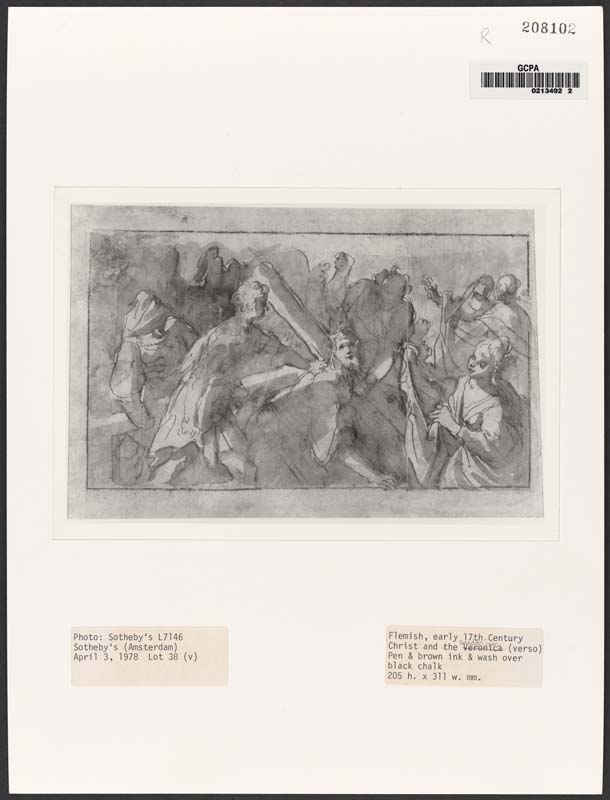 R 208102
GCPA
0213492 2
Photo: Sotheby's L7146
Sotheby's (Amsterdam)
April 3, 1978 Lot 38 (v)
Flemish, early 17th Century
Christ and the Veronica (verso)
Pen & brown ink & wash over
black chalk
205 h. x 311 w. mm.